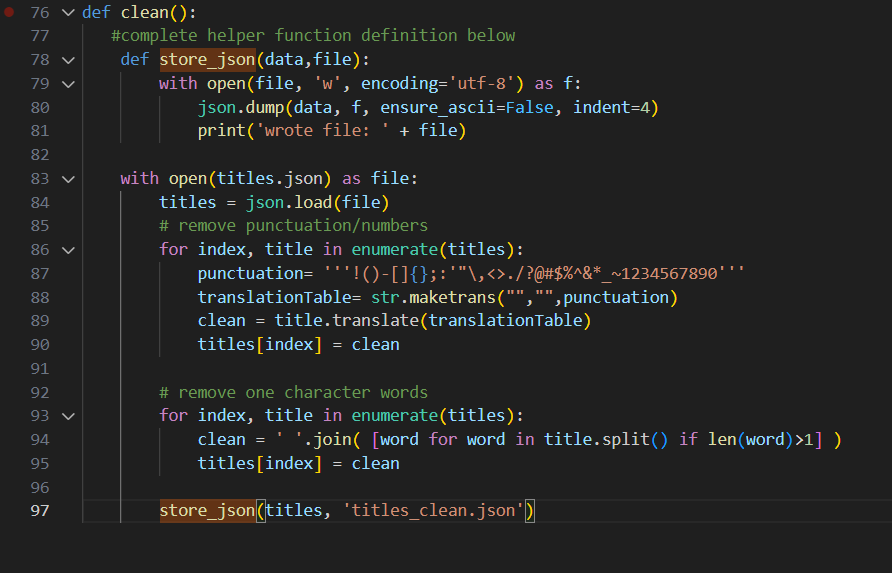 76 def clean():
77 #complete helper function definition below
78 def store_json(data,file):
79 with open(file, 'w', encoding='utf-8') as f:
80 json.dump(data, f, ensure_ascii=False, indent=4)
81 print('wrote file: ' + file)
82
83 with open(titles.json) as file:
84 titles = json.load(file)
85 # remove punctuation/numbers
86 for index, title in enumerate(titles):
87 punctuation= '''!()-[]{};:'"\,<>./?@#$%^&*_~1234567890'''
88 translationTable= str.maketrans("","",punctuation)
89 clean = title.translate(translationTable)
90 titles[index] = clean
91
92 # remove one character words
93 for index, title in enumerate(titles):
94 clean = ' '.join( [word for word in title.split() if len(word)>1] )
95 titles[index] = clean
96
97 store_json(titles, 'titles_clean.json')